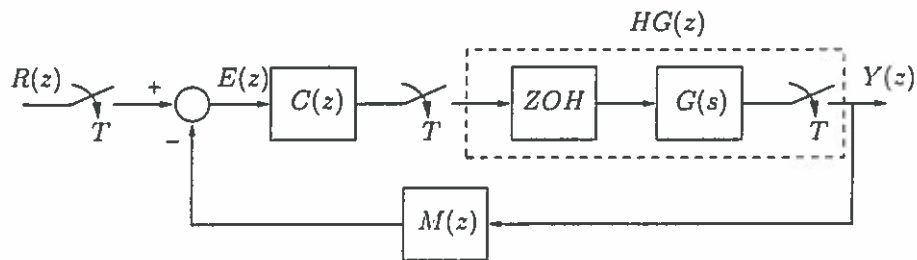 HG(z)
R(z)
+
E(z)
C(z)
ZOH
G(s)
Y(z)
T
−
T
T
M(z)